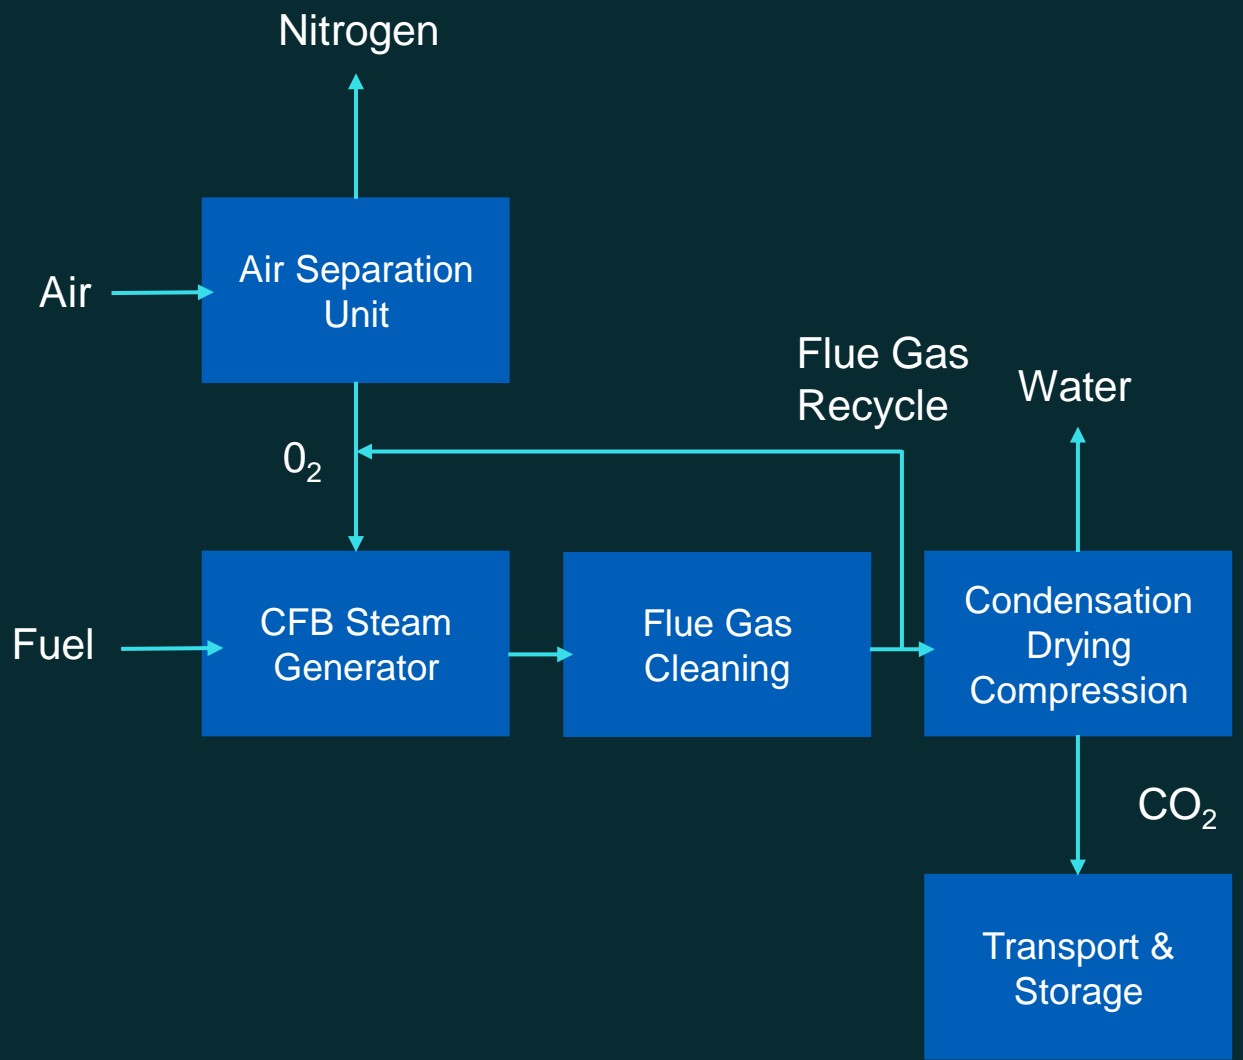 Nitrogen
Air Separation
Unit
Air
Flue Gas
Recycle
Water
0₂
CFB Steam
Generator
Fuel
Flue Gas
Cleaning
Condensation
Drying
Compression
CO₂
Transport &
Storage